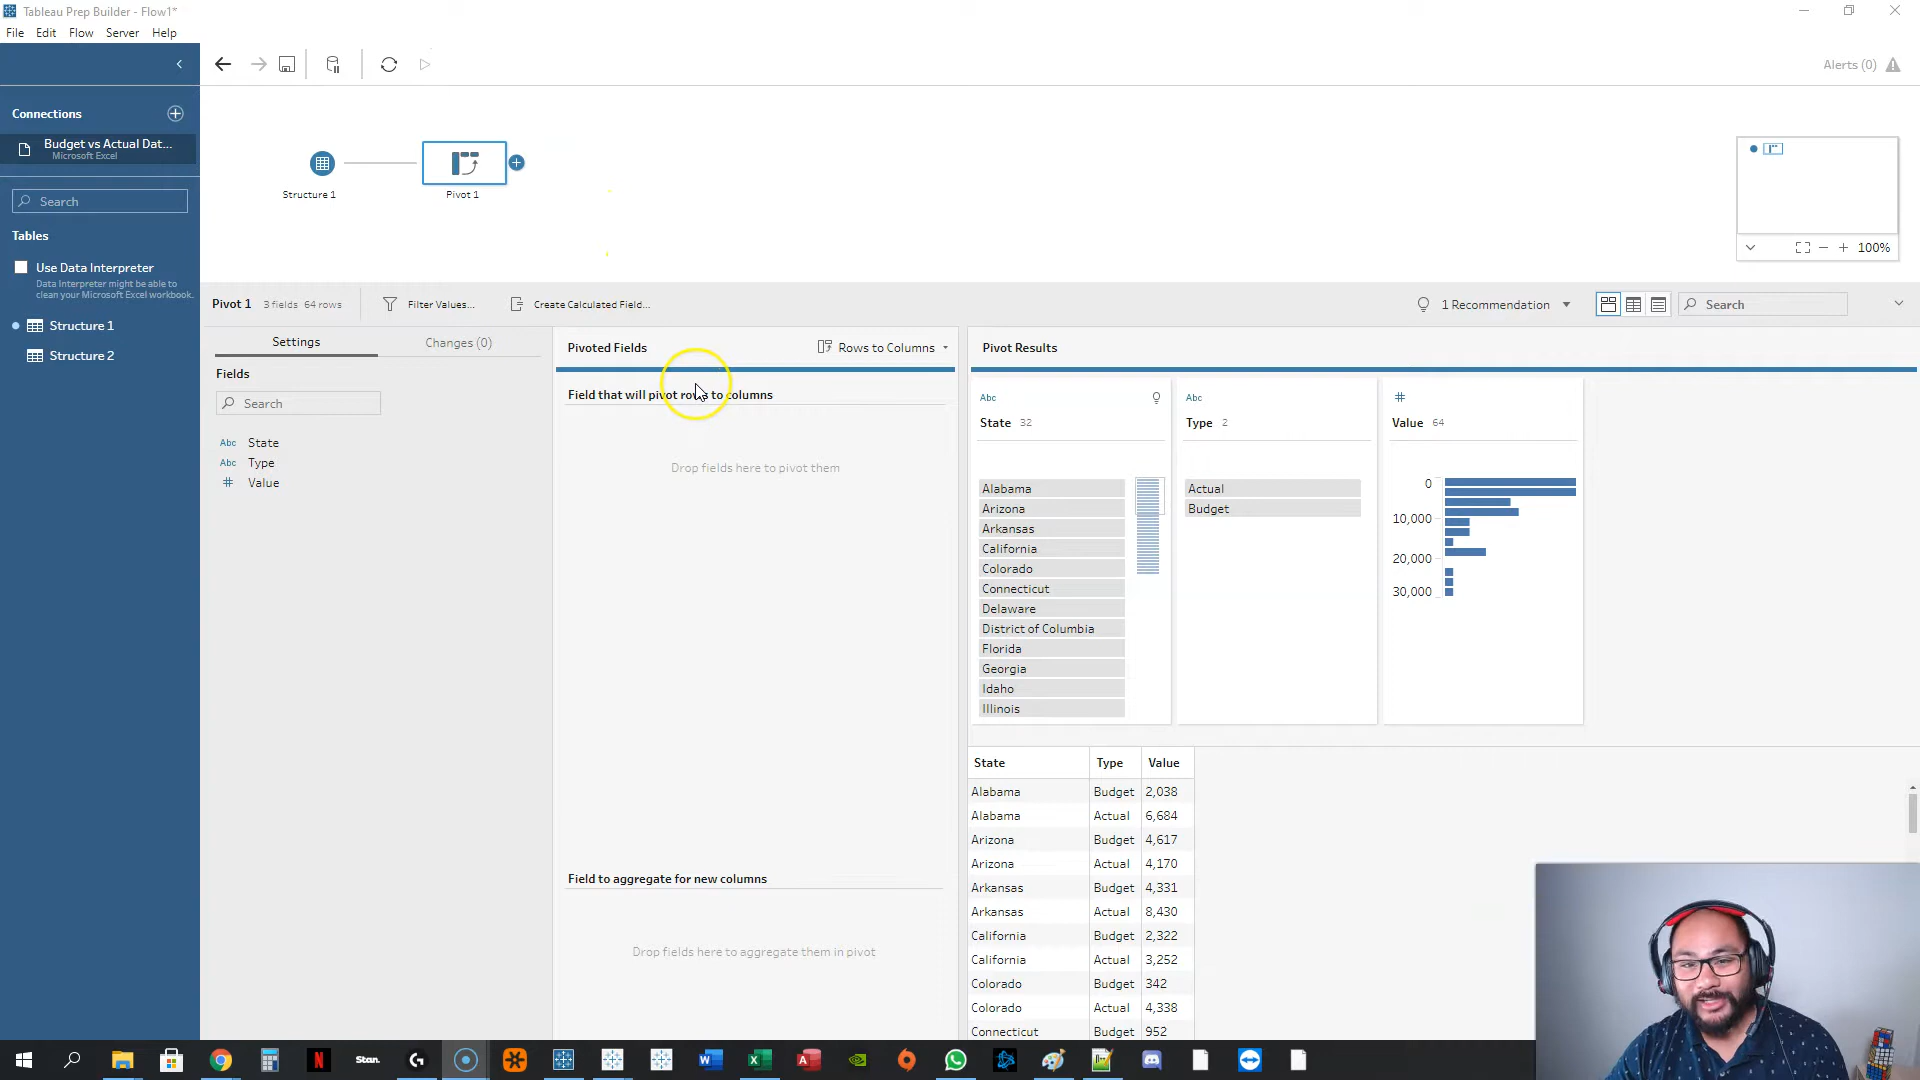 Tableau Prep Builder - Flow1*
File Edit Flow Server Help
Alerts (0)
Connections
Budget vs Actual Dat...
Microsoft Excel
Search
Tables
Use Data Interpreter
Data Interpreter might be able to
clean your Microsoft Excel workbook.
Structure 1
Structure 2
Structure 1
Pivot 1
100%
Pivot 1 3 fields 64 rows Filter Values... Create Calculated Field... 1 Recommendation Search
Settings Changes (0)
Fields
Search
Abc State
Abc Type
# Value
Pivoted Fields Rows to Columns
Field that will pivot rows to columns
Drop fields here to pivot them
Field to aggregate for new columns
Drop fields here to aggregate them in pivot
Pivot Results
Abc
State 32
Alabama
Arizona
Arkansas
California
Colorado
Connecticut
Delaware
District of Columbia
Florida
Georgia
Idaho
Illinois
Abc
Type 2
Actual
Budget
#
Value 64
0
10,000
20,000
30,000
State Type Value
Alabama Budget 2,038
Alabama Actual 6,684
Arizona Budget 4,617
Arizona Actual 4,170
Arkansas Budget 4,331
Arkansas Actual 8,430
California Budget 2,322
California Actual 3,252
Colorado Budget 342
Colorado Actual 4,338
Connecticut Budget 952
N Stan.